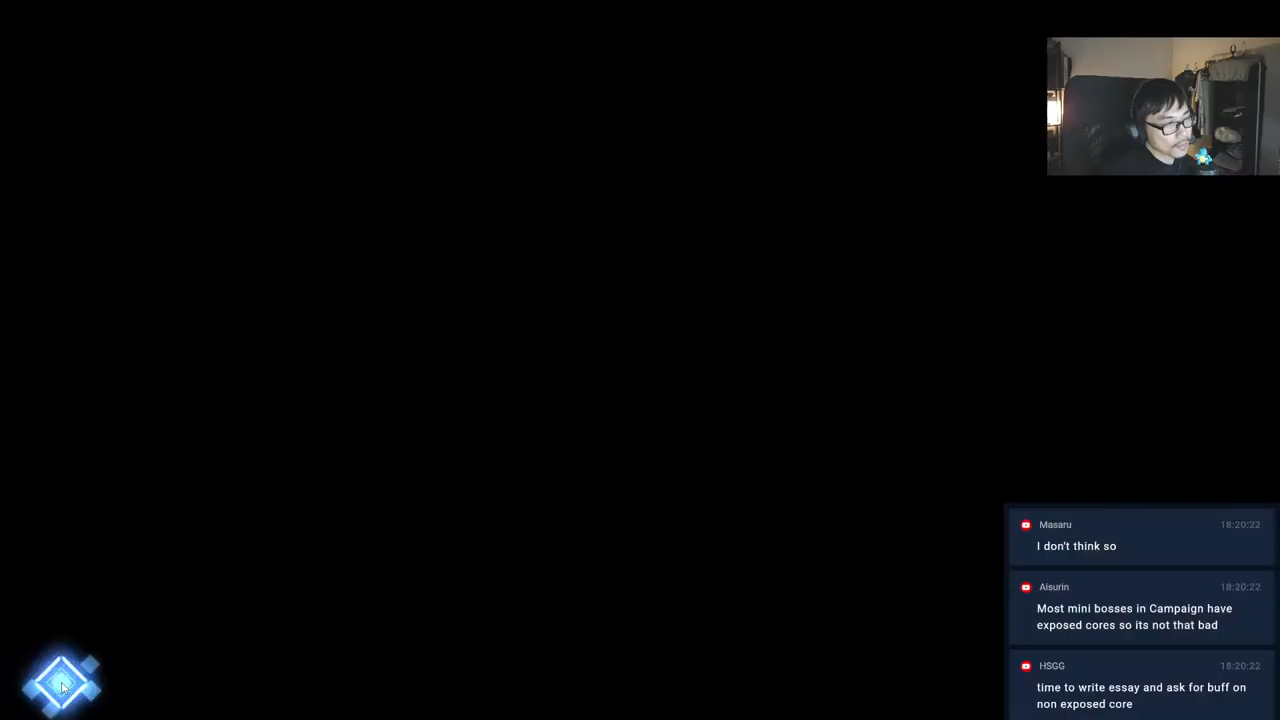 Masaru 18:20:22
I don't think so
Aisurin 18:20:22
Most mini bosses in Campaign have
exposed cores so its not that bad
HSGG 18:20:22
time to write essay and ask for buff on
non exposed core